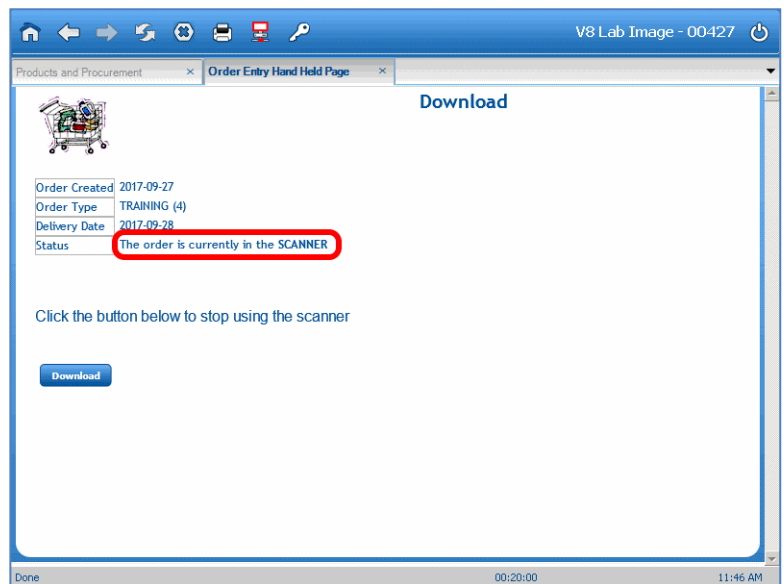 V8 Lab Image - 00427
Products and Procurement × Order Entry Hand Held Page ×
Download
Order Created 2017-09-27
Order Type TRAINING (4)
Delivery Date 2017-09-28
Status The order is currently in the SCANNER
Click the button below to stop using the scanner
Download
Done 00:20:00 11:46 AM